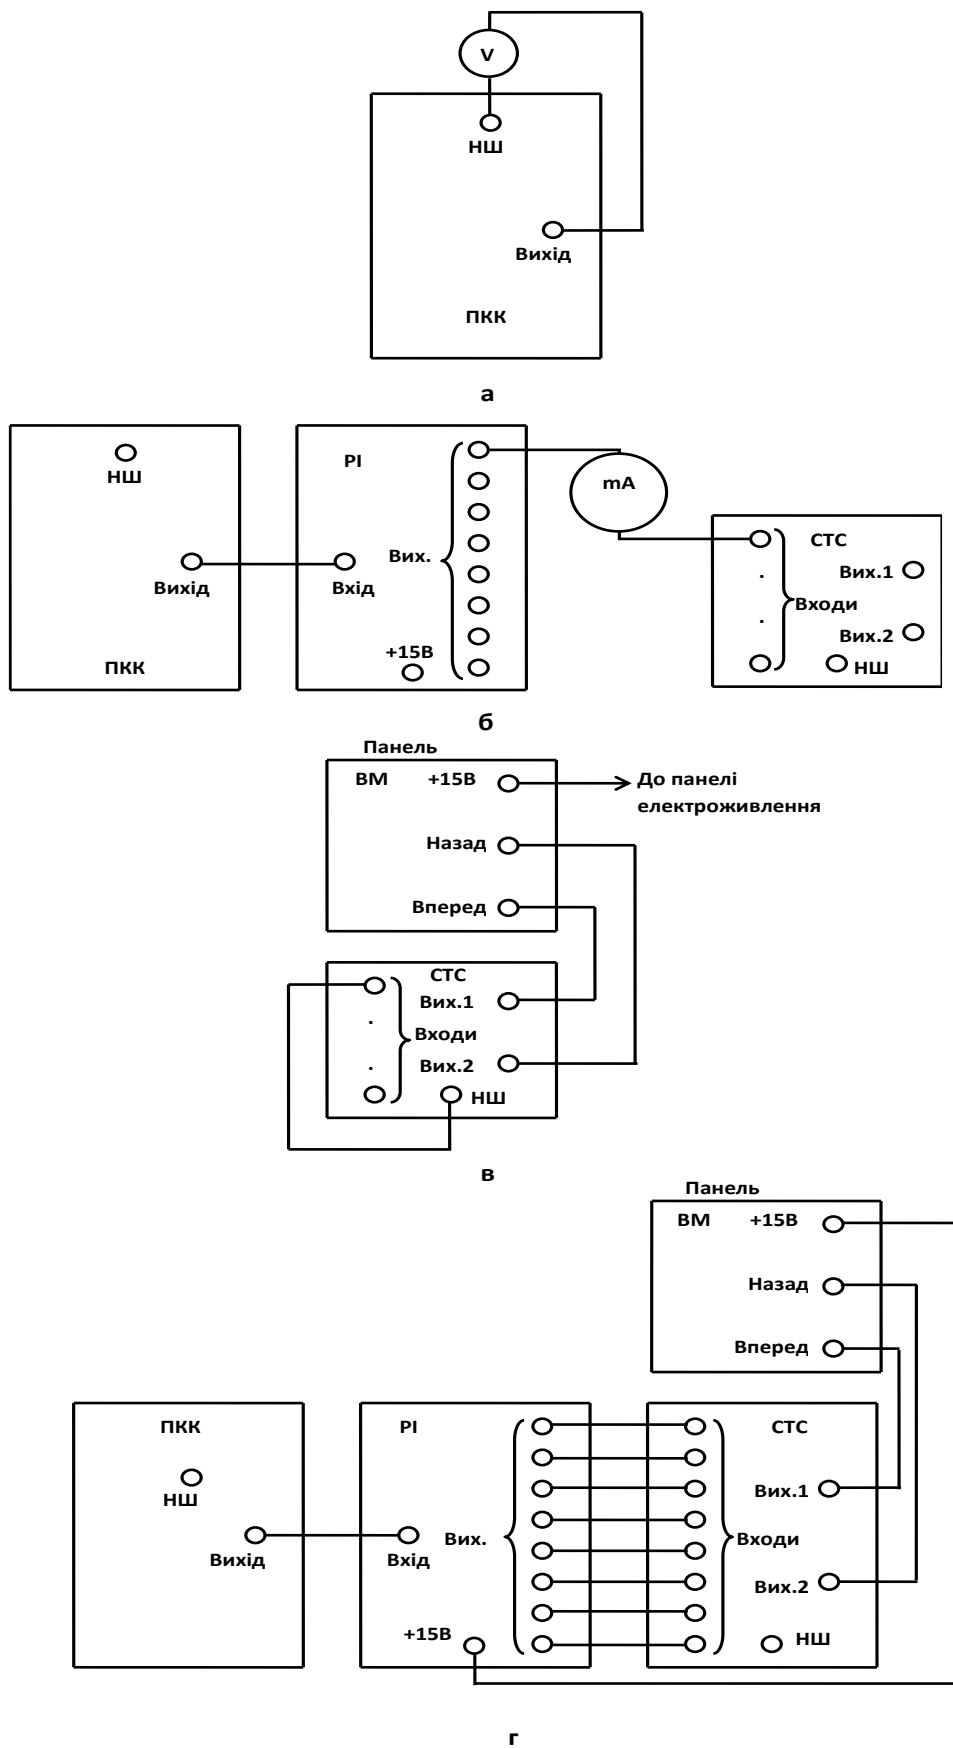 V
НШ
Вихід
ПКК
а
НШ
Вихід
ПКК
РІ
Вих.
Вхід
+15В
mA
СТС
Вих.1
Входи
Вих.2
НШ
б
Панель
ВМ +15В
До панелі
електроживлення
Назад
Вперед
СТС
Вих.1
Входи
Вих.2
НШ
в
Панель
ВМ +15В
Назад
Вперед
ПКК
НШ
Вихід
РІ
Вих.
Вхід
+15В
СТС
Вих.1
Входи
Вих.2
НШ
г